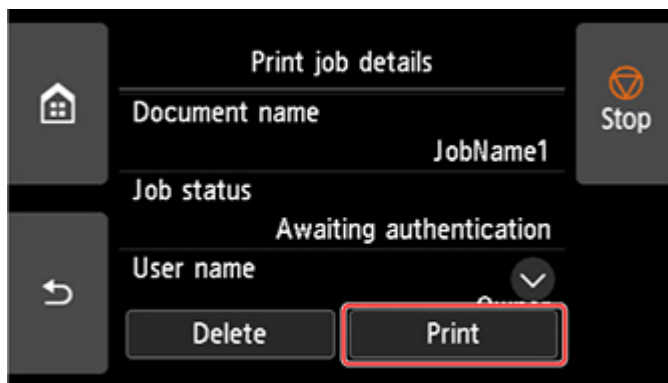 Print job details
Stop
Document name
JobName1
Job status
Awaiting authentication
User name
Delete
Print